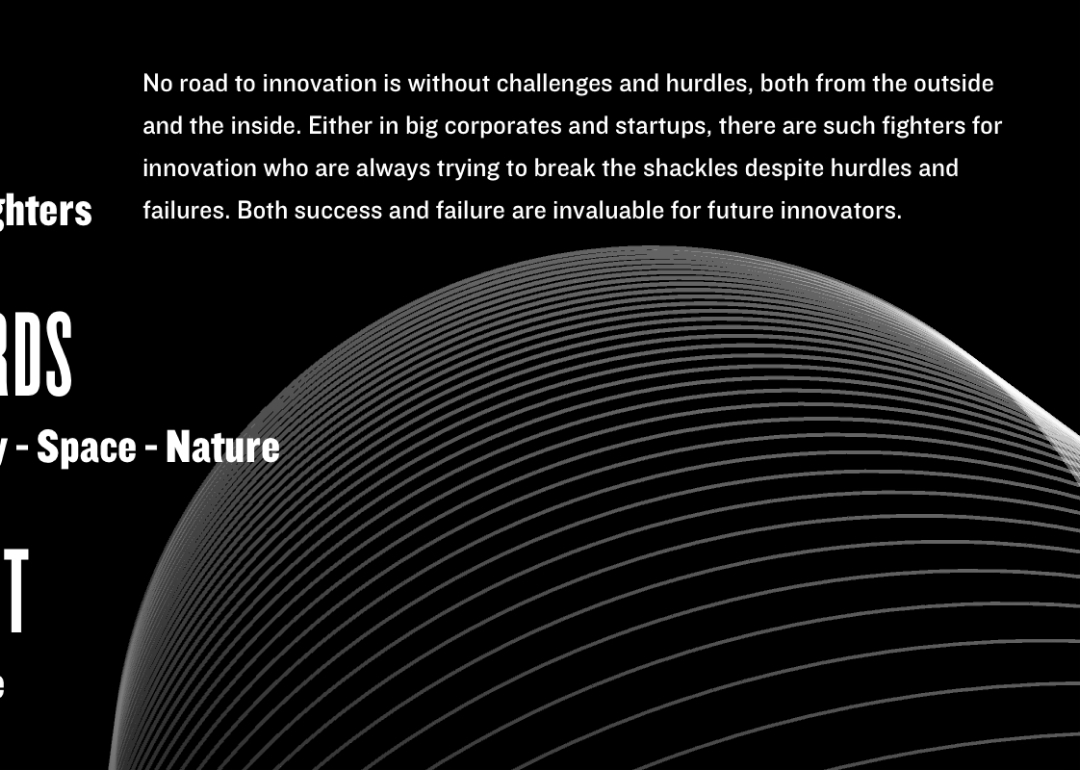 No road to innovation is without challenges and hurdles, both from the outside
and the inside. Either in big corporates and startups, there are such fighters for
innovation who are always trying to break the shackles despite hurdles and
failures. Both success and failure are invaluable for future innovators.
ghters
RDS
y - Space - Nature
T
e